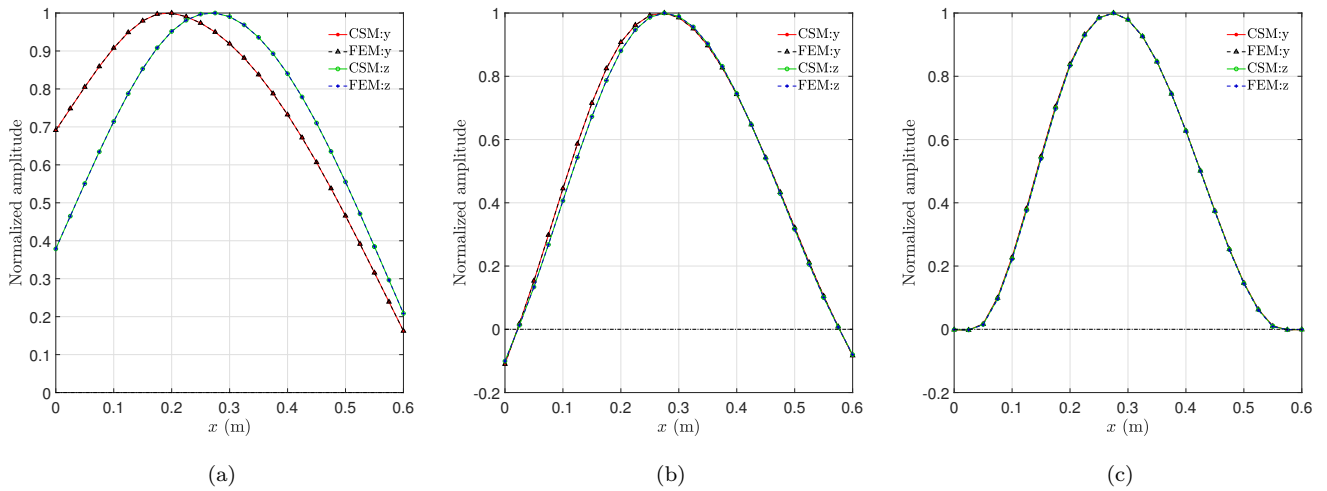 1
0.9
0.8
0.7
0.6
0.5
0.4
0.3
0.2
0.1
0
Normalized amplitude
CSM:y
FEM:y
CSM:z
FEM:z
0 0.1 0.2 0.3 0.4 0.5 0.6
x (m)
(a)
1
0.8
0.6
0.4
0.2
0
-0.2
Normalized amplitude
CSM:y
FEM:y
CSM:z
FEM:z
0 0.1 0.2 0.3 0.4 0.5 0.6
x (m)
(b)
1
0.8
0.6
0.4
0.2
0
-0.2
Normalized amplitude
CSM:y
FEM:y
CSM:z
FEM:z
0 0.1 0.2 0.3 0.4 0.5 0.6
x (m)
(c)